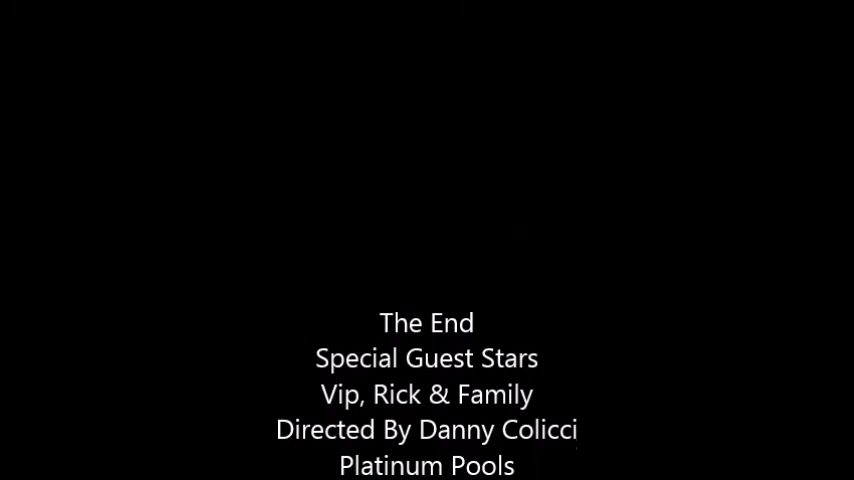 The End
Special Guest Stars
Vip, Rick & Family
Directed By Danny Colicci
Platinum Pools